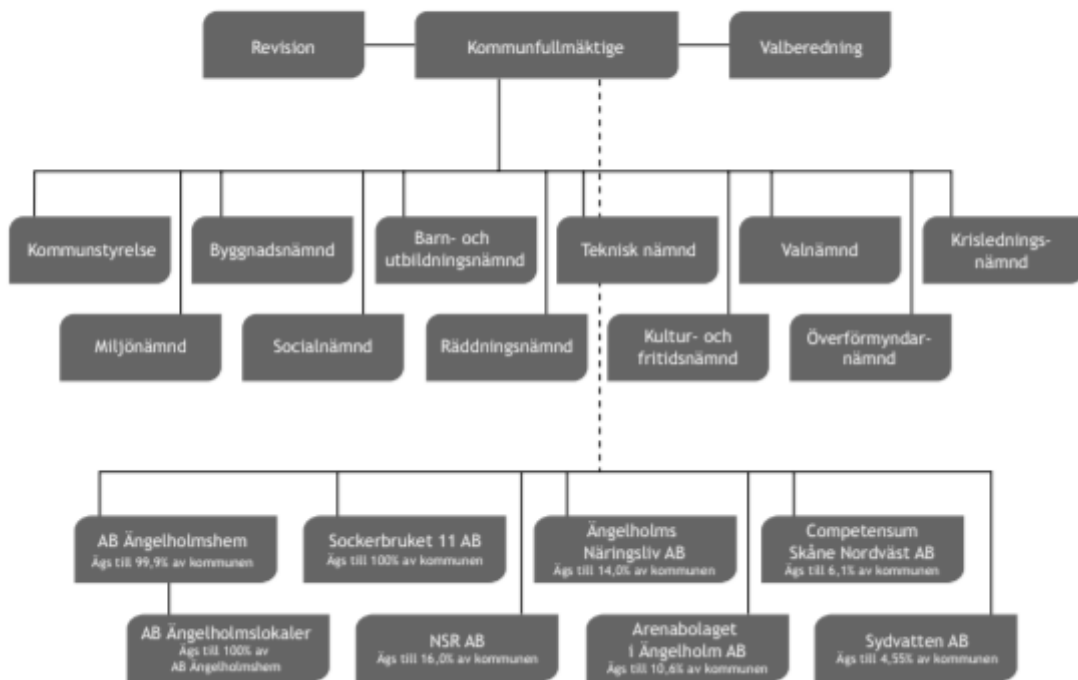 Revision
Kommunfullmäktige
Valberedning
Kommunstyrelse
Byggnadsnämnd
Barn- och
utbildningsnämnd
Teknisk nämnd
Valnämnd
Krislednings-
nämnd
Miljönämnd
Socialnämnd
Räddningsnämnd
Kultur- och
fritidsnämnd
Överförmyndar-
nämnd
AB Ängelholmshem
Ägs till 99,9% av kommunen
Sockerbruket 11 AB
Ägs till 100% av kommunen
Ängelholms
Näringsliv AB
Ägs till 14,0% av kommunen
Competensum
Skåne Nordväst AB
Ägs till 6,1% av kommunen
AB Ängelholmslokaler
Ägs till 100% av
AB Ängelholmshem
NSR AB
Ägs till 16,0% av kommunen
Arenabolaget
i Ängelholm AB
Ägs till 10,6% av kommunen
Sydvatten AB
Ägs till 4,55% av kommunen